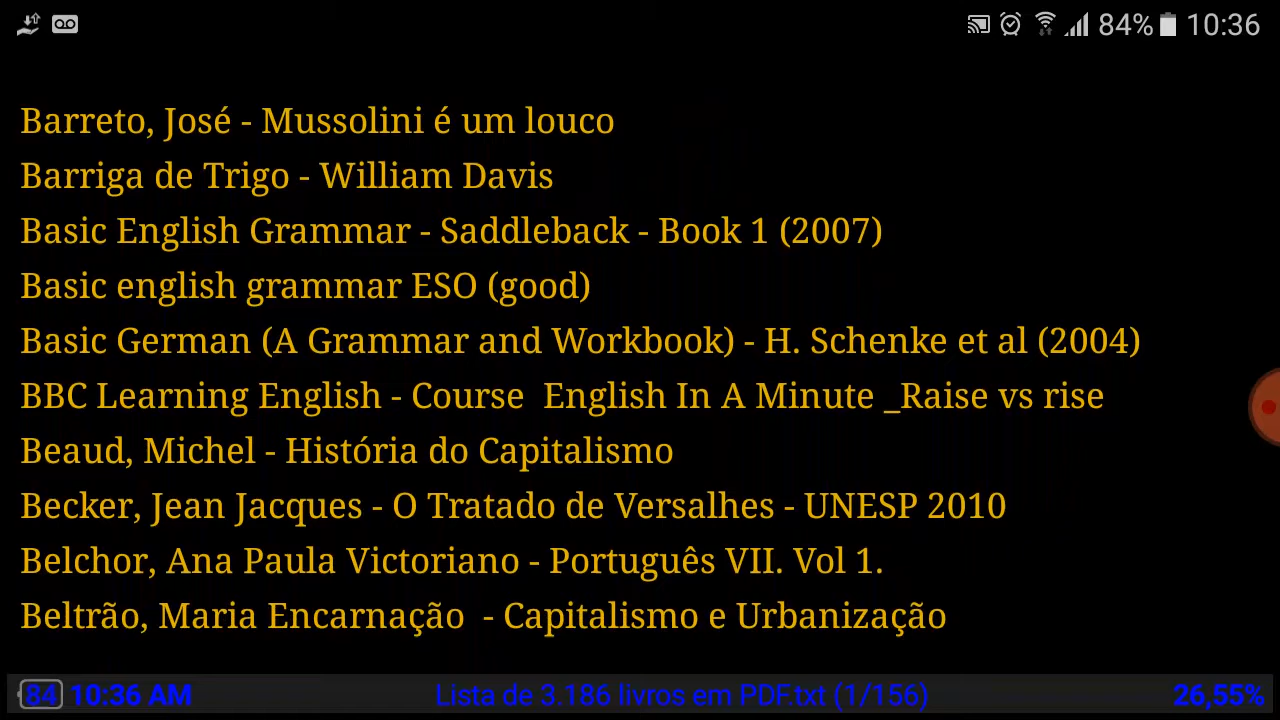 84% 10:36
Barreto, José - Mussolini é um louco
Barriga de Trigo - William Davis
Basic English Grammar - Saddleback - Book 1 (2007)
Basic english grammar ESO (good)
Basic German (A Grammar and Workbook) - H. Schenke et al (2004)
BBC Learning English - Course  English In A Minute _Raise vs rise
Beaud, Michel - História do Capitalismo
Becker, Jean Jacques - O Tratado de Versalhes - UNESP 2010
Belchor, Ana Paula Victoriano - Português VII. Vol 1.
Beltrão, Maria Encarnação  - Capitalismo e Urbanização
84 10:36 AM Lista de 3.186 livros em PDF.txt (1/156) 26,55%